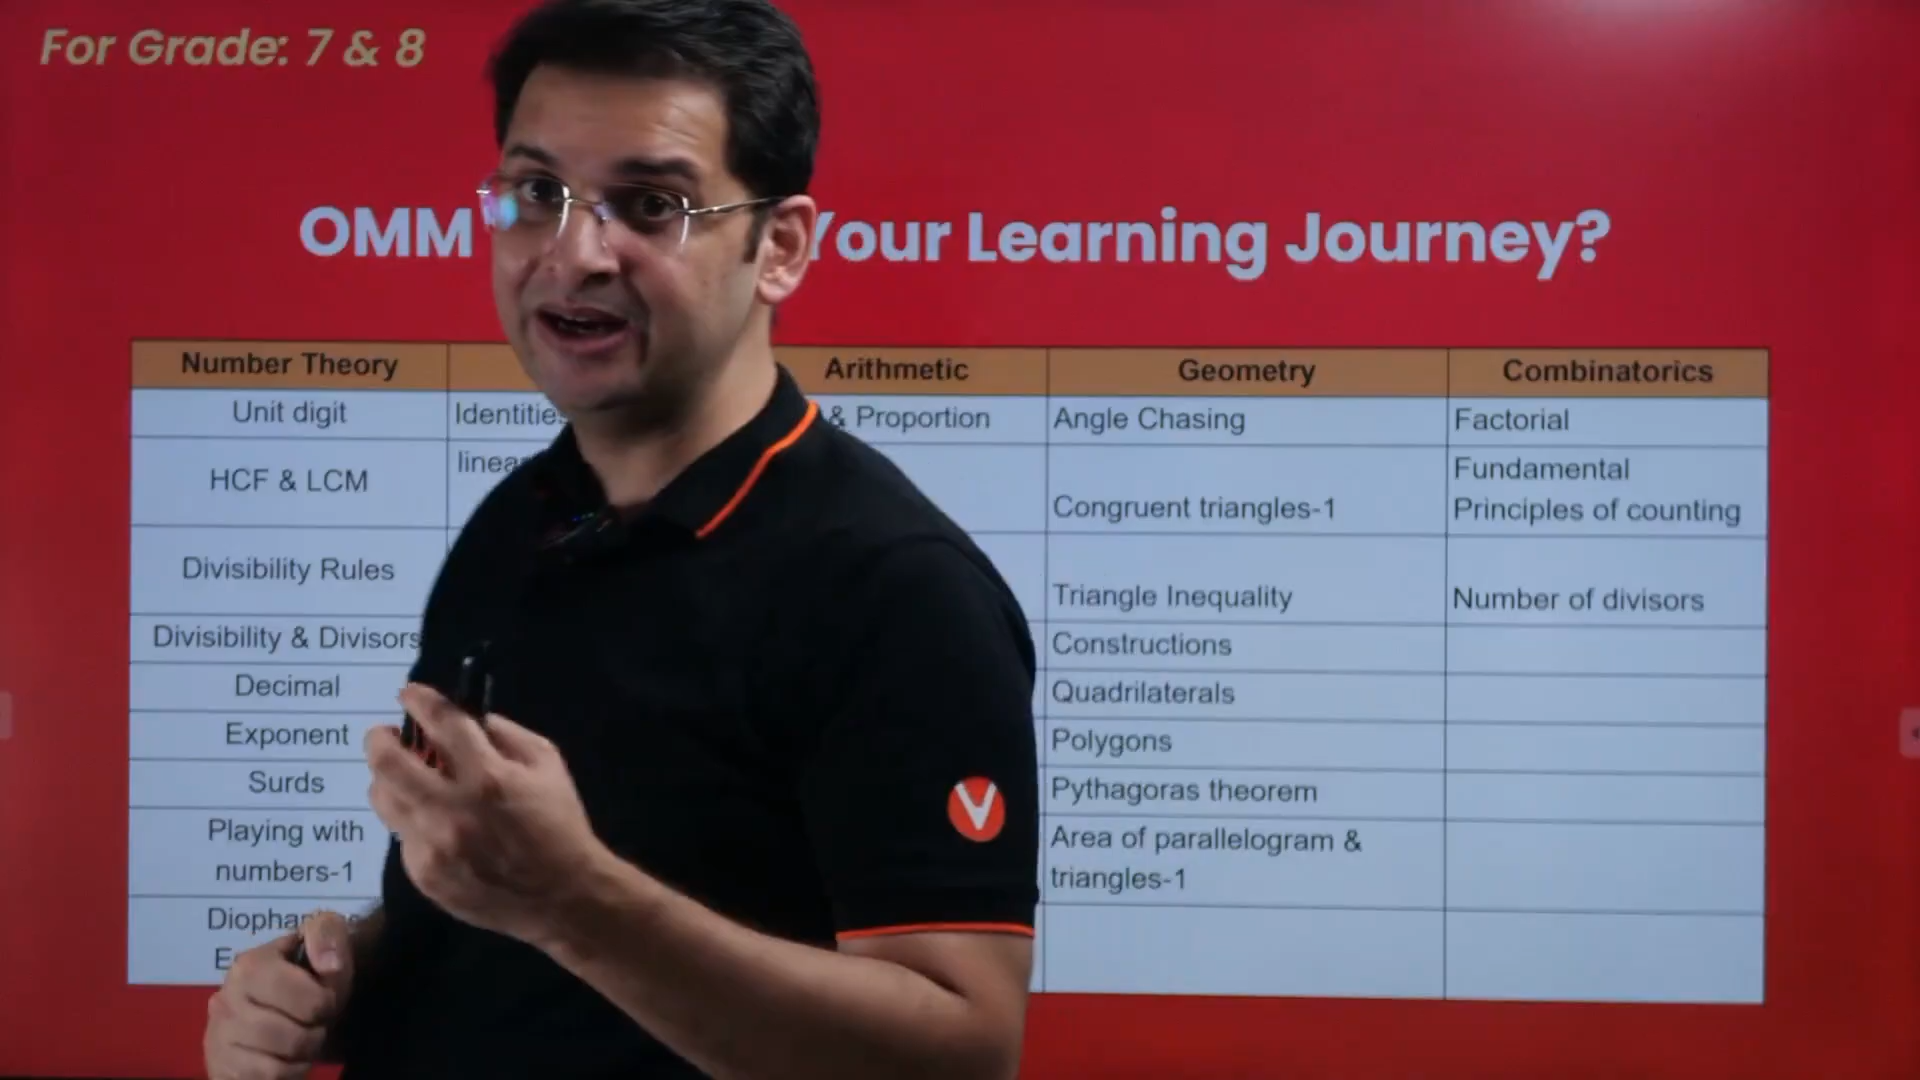 For Grade: 7 & 8
OMM Your Learning Journey?
Number Theory Arithmetic Geometry Combinatorics
Unit digit & Proportion Angle Chasing Factorial
HCF & LCM Congruent triangles-1 Fundamental
Principles of counting
Divisibility Rules Triangle Inequality Number of divisors
Divisibility & Divisors Constructions
Decimal Quadrilaterals
Exponent Polygons
Surds Pythagoras theorem
Playing with
numbers-1
Area of parallelogram &
triangles-1
V